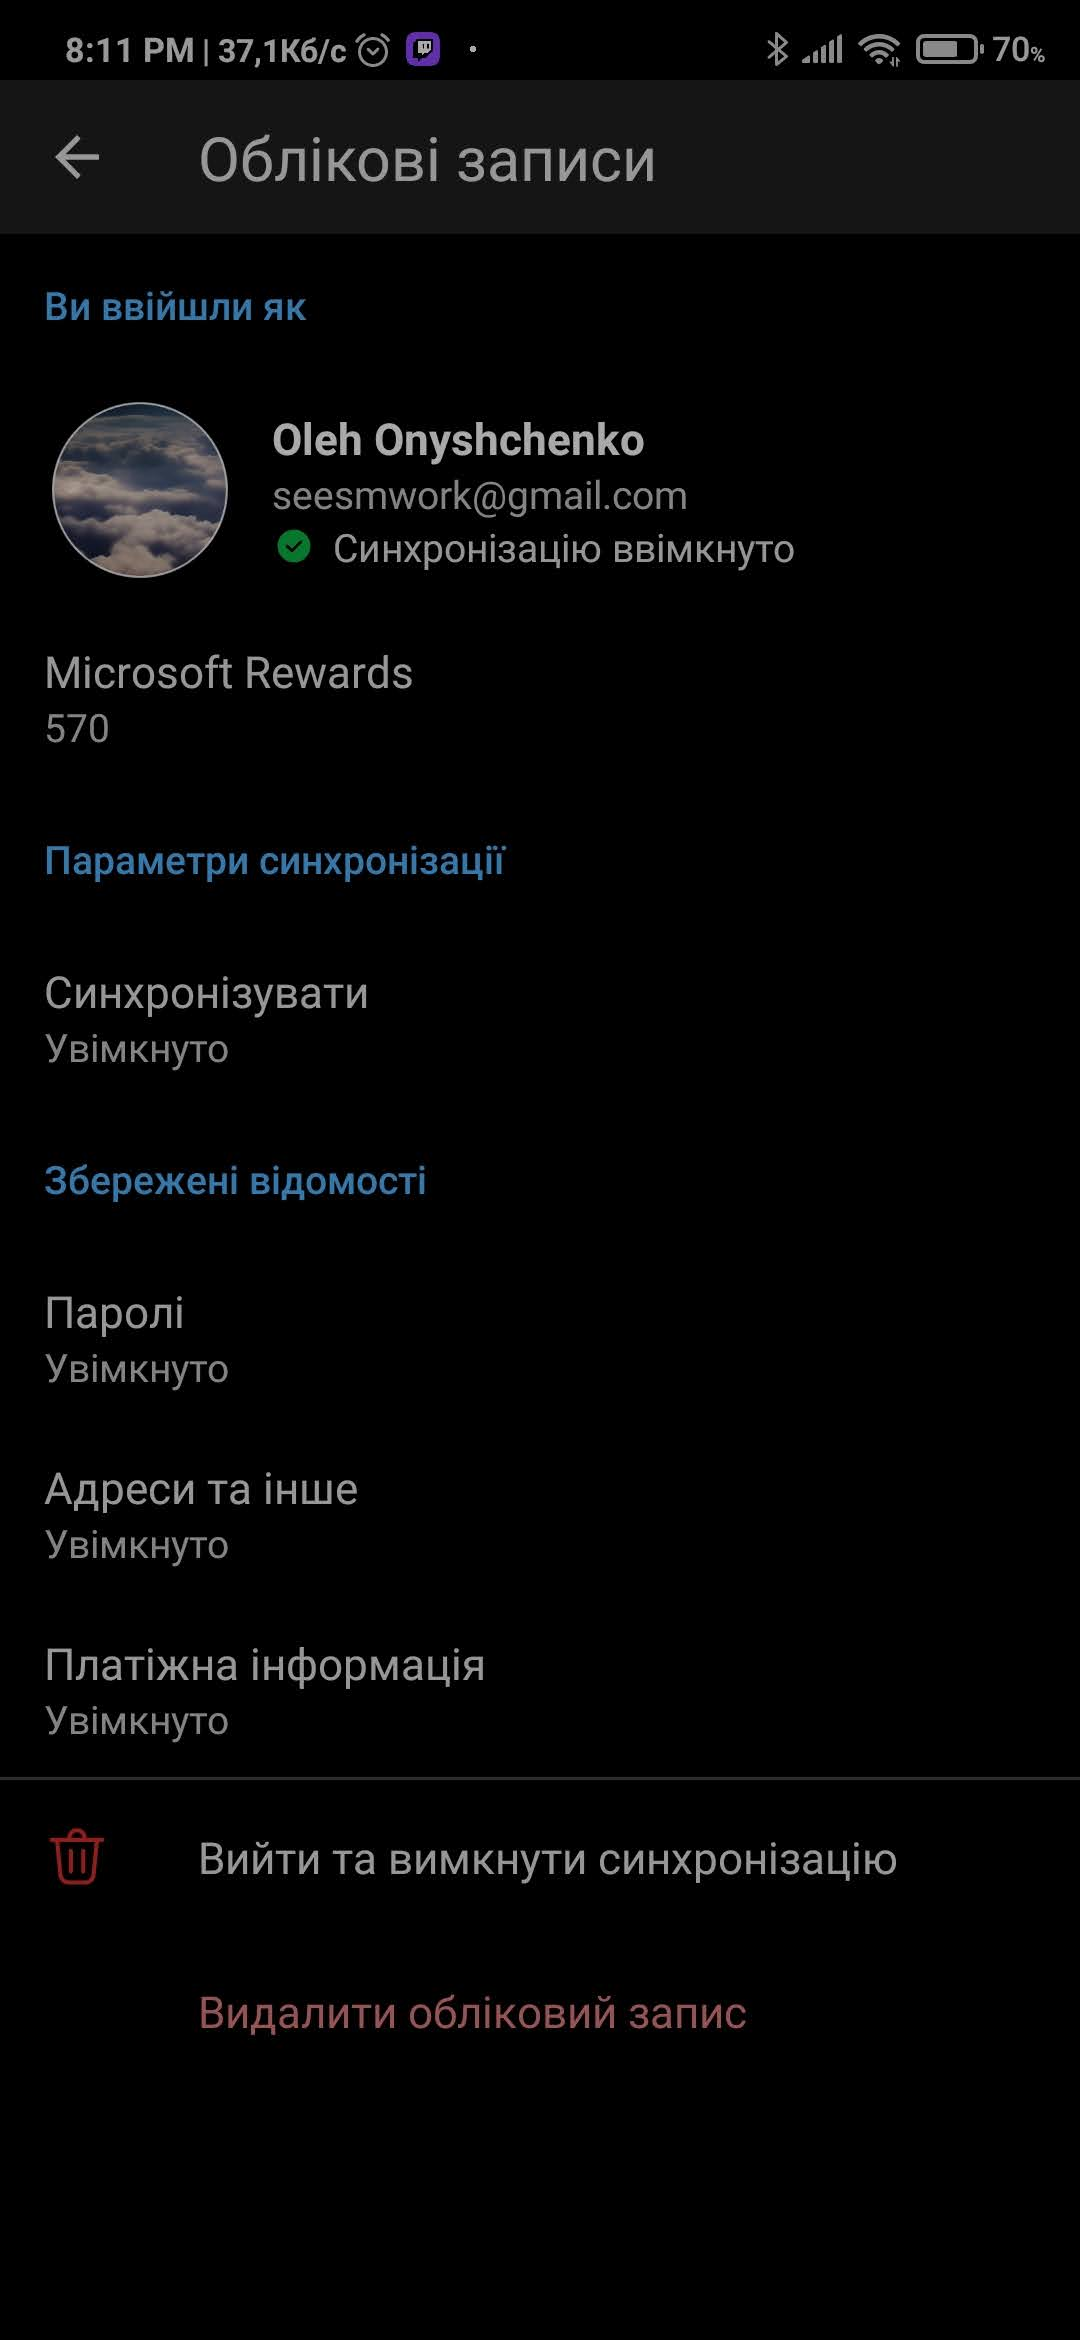 8:11 PM | 37,1Кб/с 70%
Облікові записи
Ви ввійшли як
Oleh Onyshchenko
seesmwork@gmail.com
Синхронізацію ввімкнуто
Microsoft Rewards
570
Параметри синхронізації
Синхронізувати
Увімкнуто
Збережені відомості
Паролі
Увімкнуто
Адреси та інше
Увімкнуто
Платіжна інформація
Увімкнуто
Вийти та вимкнути синхронізацію
Видалити обліковий запис